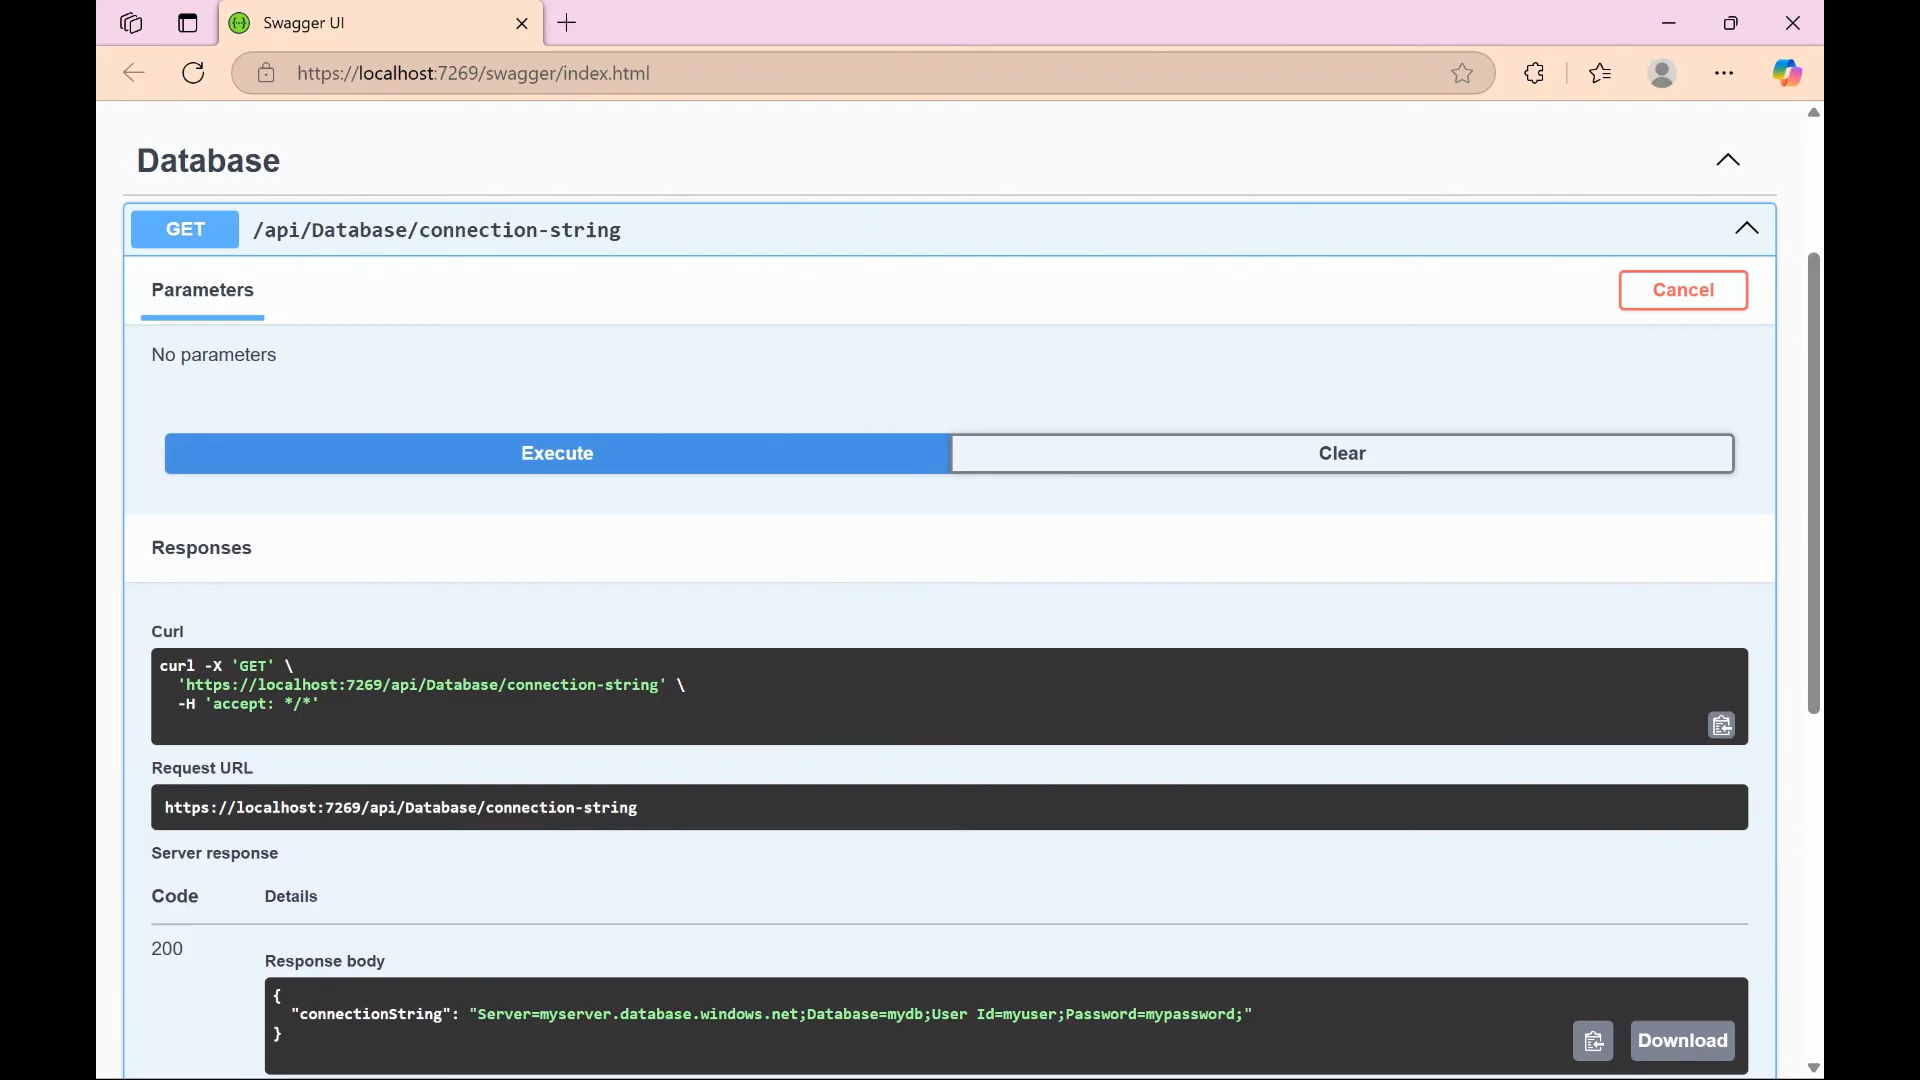 Swagger UI
https://localhost:7269/swagger/index.html
Database
GET /api/Database/connection-string
Parameters
Cancel
No parameters
Execute
Clear
Responses
Curl
curl -X 'GET' \
'https://localhost:7269/api/Database/connection-string' \
-H 'accept: */*'
Request URL
https://localhost:7269/api/Database/connection-string
Server response
Code Details
200
Response body
{
"connectionString": "Server=myserver.database.windows.net;Database=mydb;User Id=myuser;Password=mypassword;"
}
Download